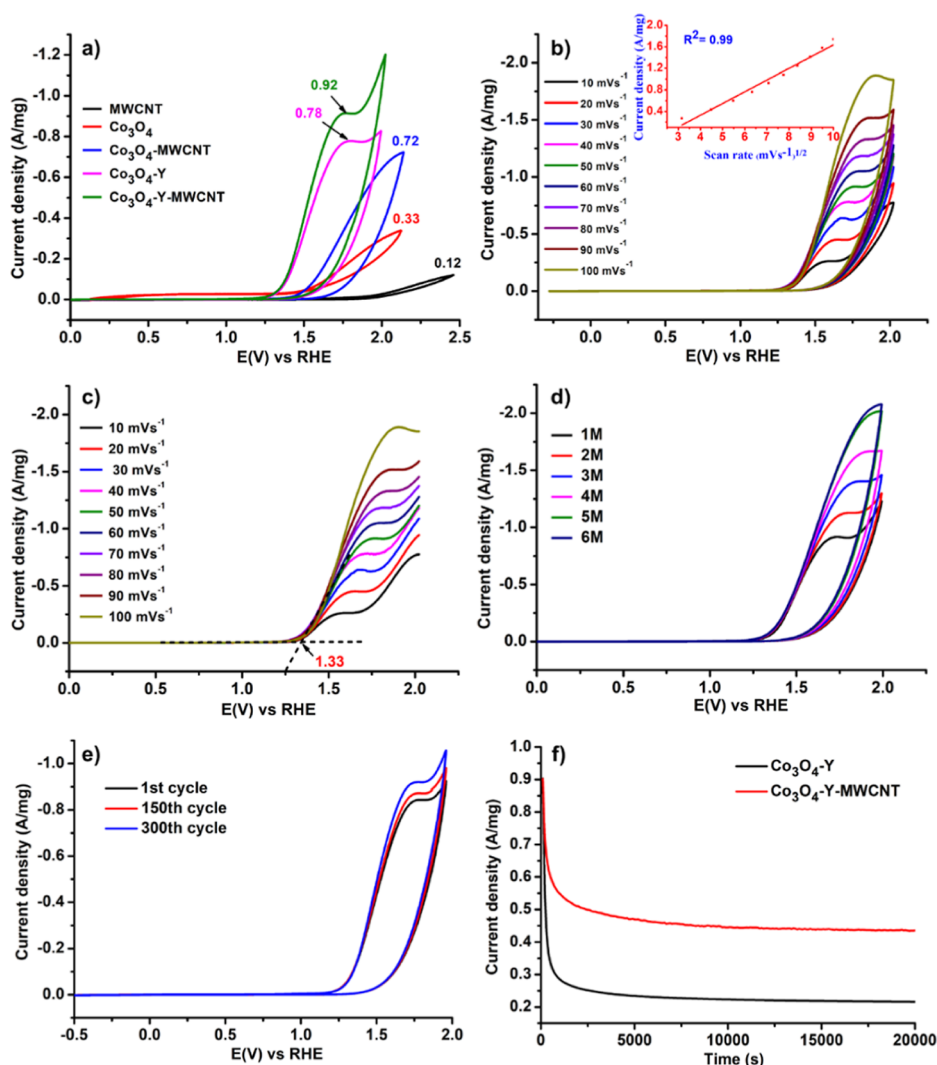 a)
-1.2
-1.0
-0.8
-0.6
-0.4
-0.2
0.0
Current density (A/mg)
MWCNT
Co₃O₄
Co₃O₄-MWCNT
Co₃O₄-Y
Co₃O₄-Y-MWCNT
0.92
0.78
0.72
0.33
0.12
0.0 0.5 1.0 1.5 2.0 2.5
E(V) vs RHE
b)
-2.0
-1.5
-1.0
-0.5
-0.0
Current density (A/mg)
10 mVs⁻¹
20 mVs⁻¹
30 mVs⁻¹
40 mVs⁻¹
50 mVs⁻¹
60 mVs⁻¹
70 mVs⁻¹
80 mVs⁻¹
90 mVs⁻¹
100 mVs⁻¹
2.0
1.6
1.2
0.8
0.4
Current density (A/mg)
R²= 0.99
3 4 5 6 7 8 9 10
Scan rate (mVs⁻¹)¹/²
0.0 0.5 1.0 1.5 2.0
E(V) vs RHE
c)
-2.0
-1.5
-1.0
-0.5
0.0
Current density (A/mg)
10 mVs⁻¹
20 mVs⁻¹
30 mVs⁻¹
40 mVs⁻¹
50 mVs⁻¹
60 mVs⁻¹
70 mVs⁻¹
80 mVs⁻¹
90 mVs⁻¹
100 mVs⁻¹
1.33
0.0 0.5 1.0 1.5 2.0
E(V) vs RHE
d)
-2.0
-1.5
-1.0
-0.5
-0.0
Current density (A/mg)
1M
2M
3M
4M
5M
6M
0.0 0.5 1.0 1.5 2.0
E(V) vs RHE
e)
-1.0
-0.8
-0.6
-0.4
-0.2
0.0
Current density (A/mg)
1st cycle
150th cycle
300th cycle
-0.5 0.0 0.5 1.0 1.5 2.0
E(V) vs RHE
f)
1.0
0.9
0.8
0.7
0.6
0.5
0.4
0.3
0.2
Current density (A/mg)
Co₃O₄-Y
Co₃O₄-Y-MWCNT
0 5000 10000 15000 20000
Time (s)